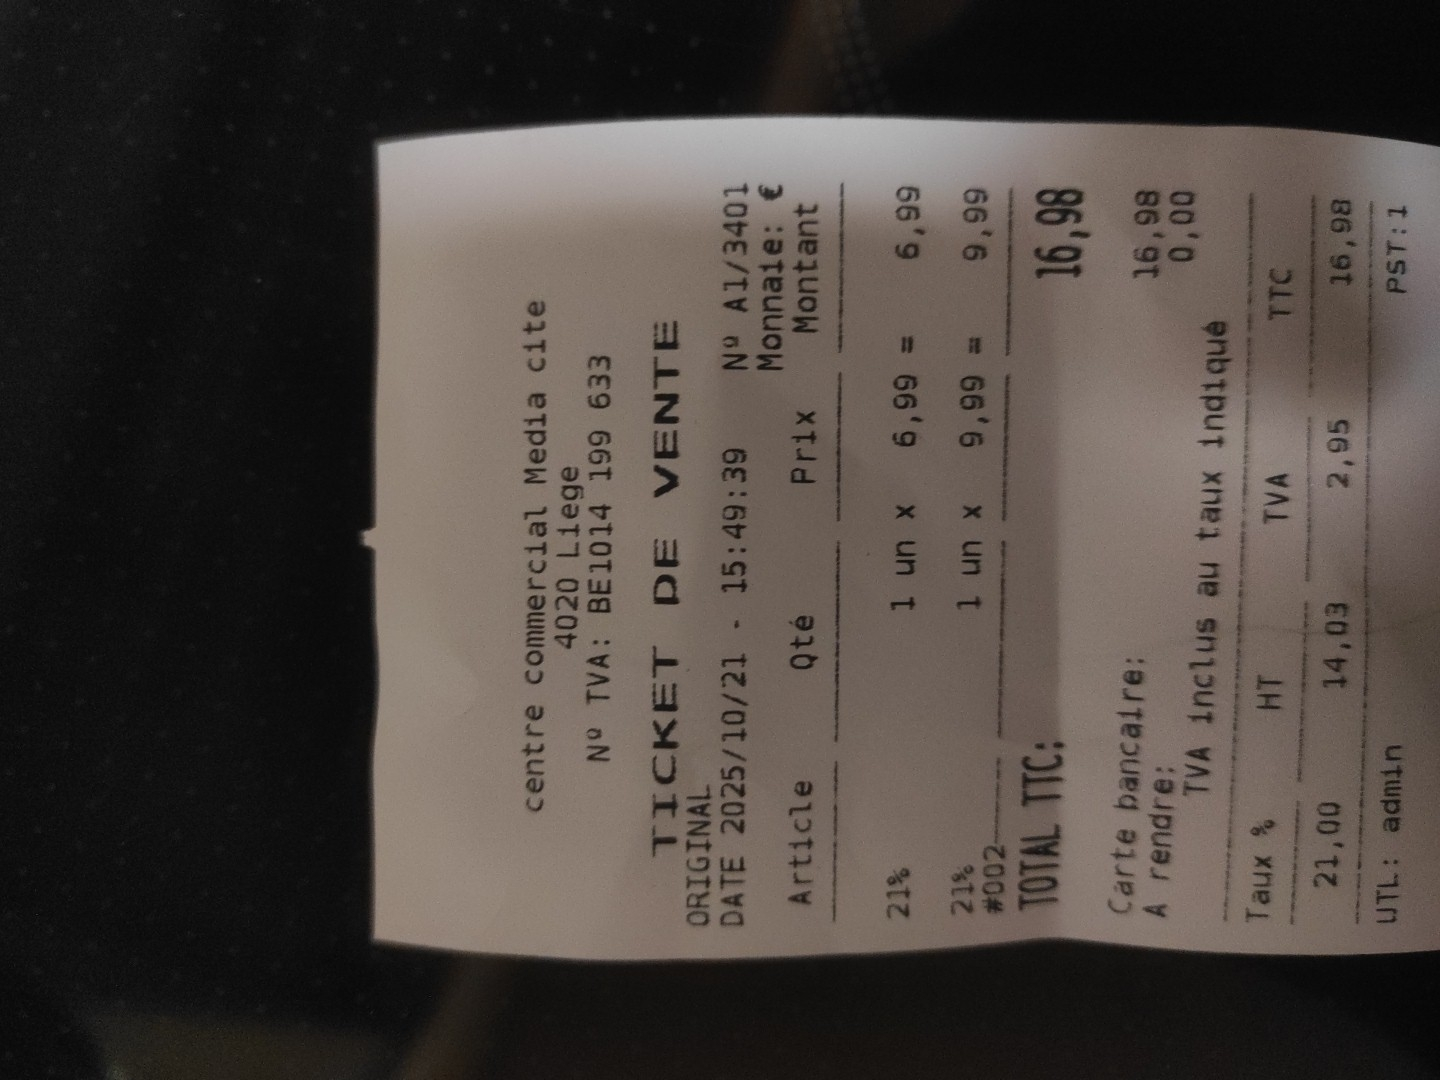 centre commercial Media cite
4020 Liege
Nº TVA: BE1014 199 633
TICKET DE VENTE
ORIGINAL
DATE 2025/10/21 - 15:49:39 Nº A1/3401
Monnaie: €
Article Qté Prix Montant
21% 1 un x 6,99 = 6,99
21% 1 un x 9,99 = 9,99
#002
TOTAL TTC: 16,98
Carte bancaire: 16,98
A rendre: 0,00
TVA inclus au taux indiqué
Taux % HT TVA TTC
21,00 14,03 2,95 16,98
UTL: admin PST:1